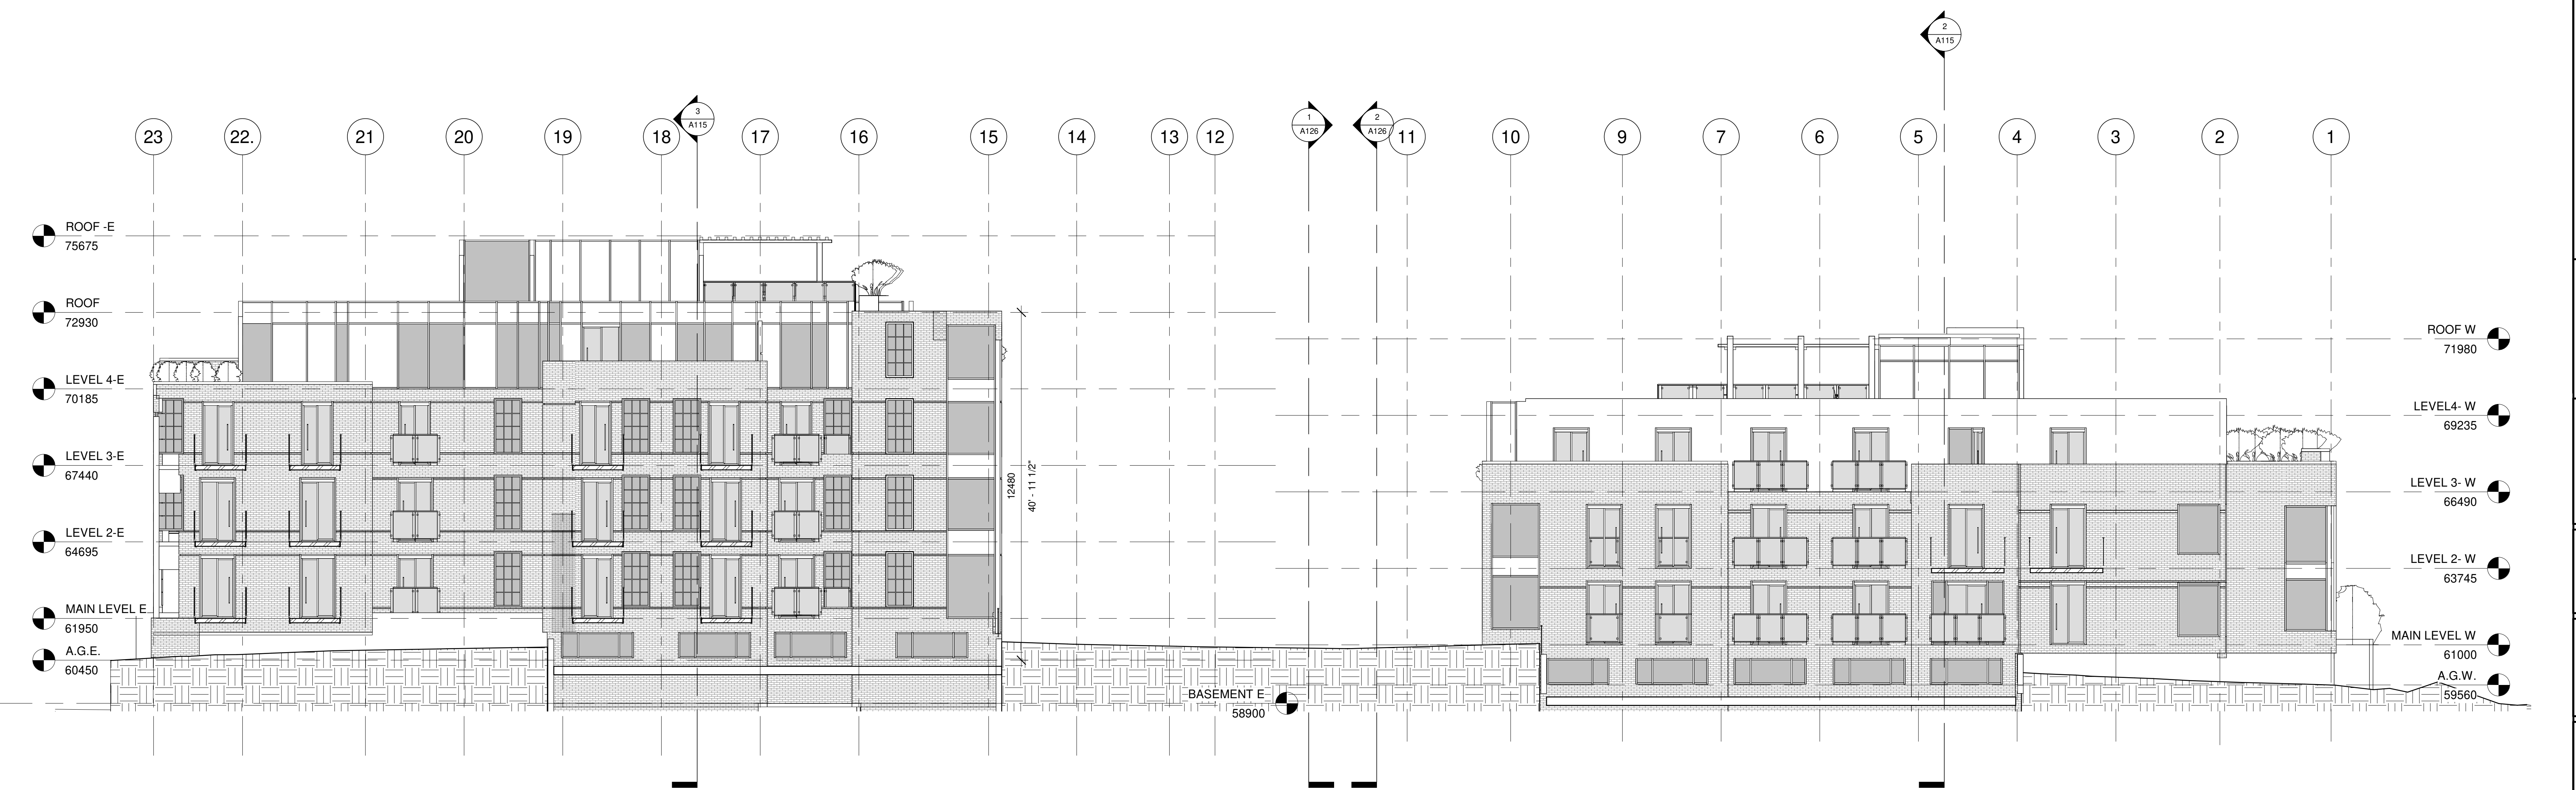 2
A115
3
A115
1
A126
2
A126
23
22.
21
20
19
18
17
16
15
14
13
12
11
10
9
7
6
5
4
3
2
1
ROOF -E
75675
ROOF
72930
LEVEL 4-E
70185
LEVEL 3-E
67440
LEVEL 2-E
64695
MAIN LEVEL E
61950
A.G.E.
60450
12480
40' - 11 1/2"
BASEMENT E
58900
ROOF W
71980
LEVEL4- W
69235
LEVEL 3- W
66490
LEVEL 2- W
63745
MAIN LEVEL W
61000
A.G.W.
59560